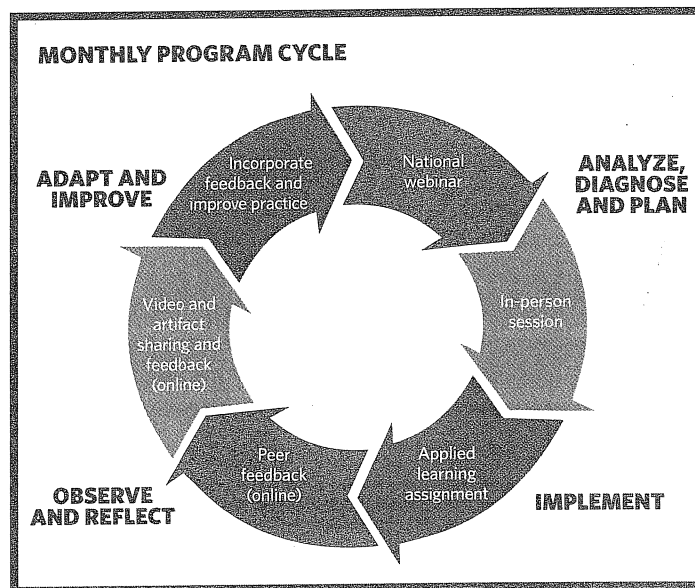 MONTHLY PROGRAM CYCLE
National
webinar
ANALYZE,
DIAGNOSE
AND PLAN
In-person
session
Applied
learning
assignment
IMPLEMENT
Peer
feedback
(online)
OBSERVE
AND REFLECT
Video and
artifact
sharing and
feedback
(online)
ADAPT AND
IMPROVE
Incorporate
feedback and
improve practice